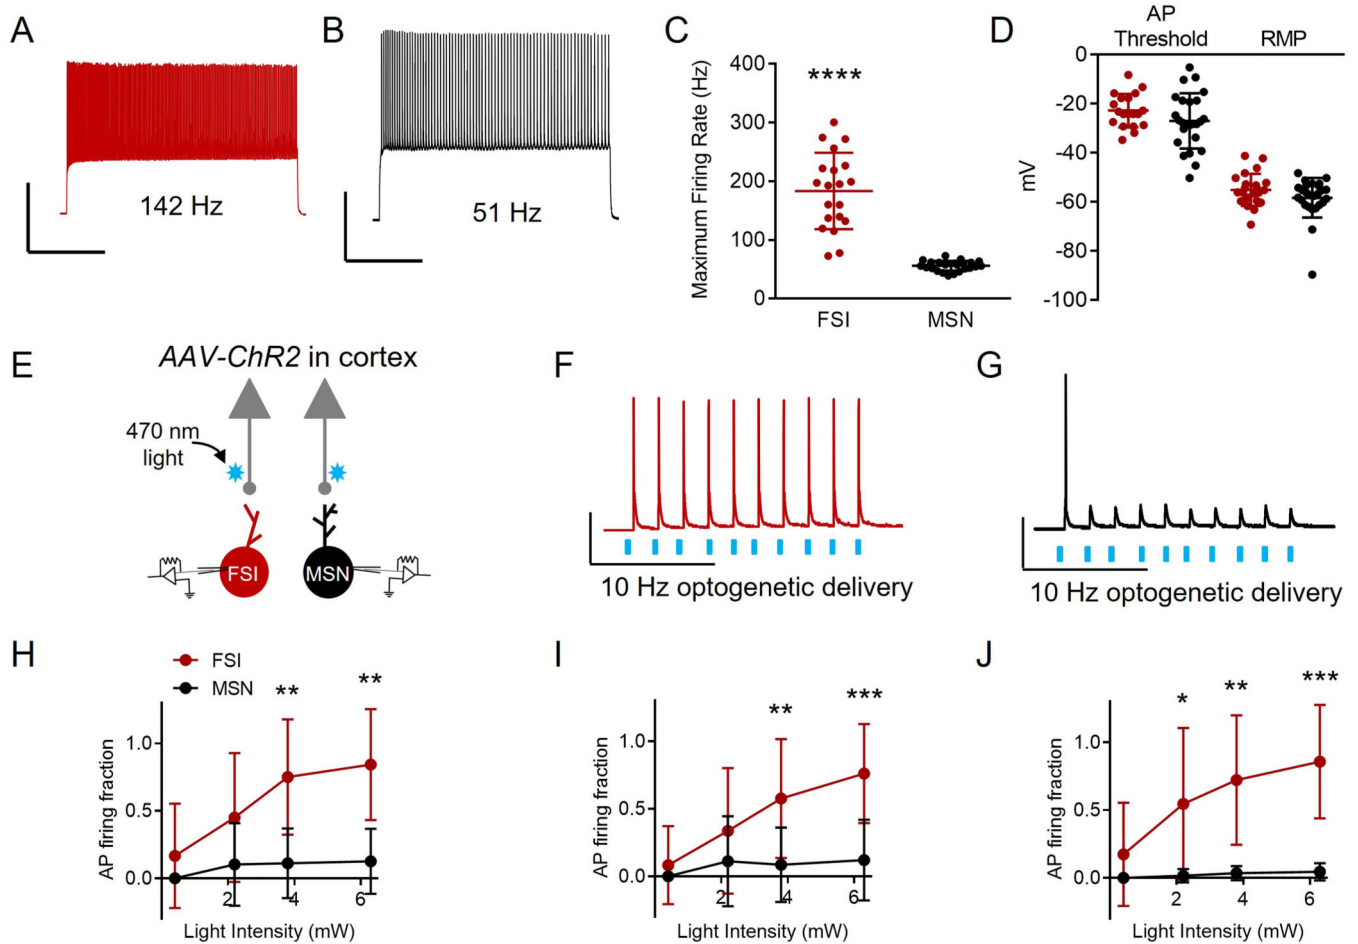 A
142 Hz
B
51 Hz
C
Maximum Firing Rate (Hz)
400
300
200
100
0
****
FSI
MSN
D
AP
Threshold
RMP
mV
0
-20
-40
-60
-80
-100
E
AAV-ChR2 in cortex
470 nm
light
FSI
MSN
F
10 Hz optogenetic delivery
G
10 Hz optogenetic delivery
H
FSI
MSN
**
**
AP firing fraction
1.0
0.5
0.0
2
4
6
Light Intensity (mW)
I
**
***
AP firing fraction
1.0
0.5
0.0
2
4
6
Light Intensity (mW)
J
*
**
***
AP firing fraction
1.0
0.5
0.0
2
4
6
Light Intensity (mW)